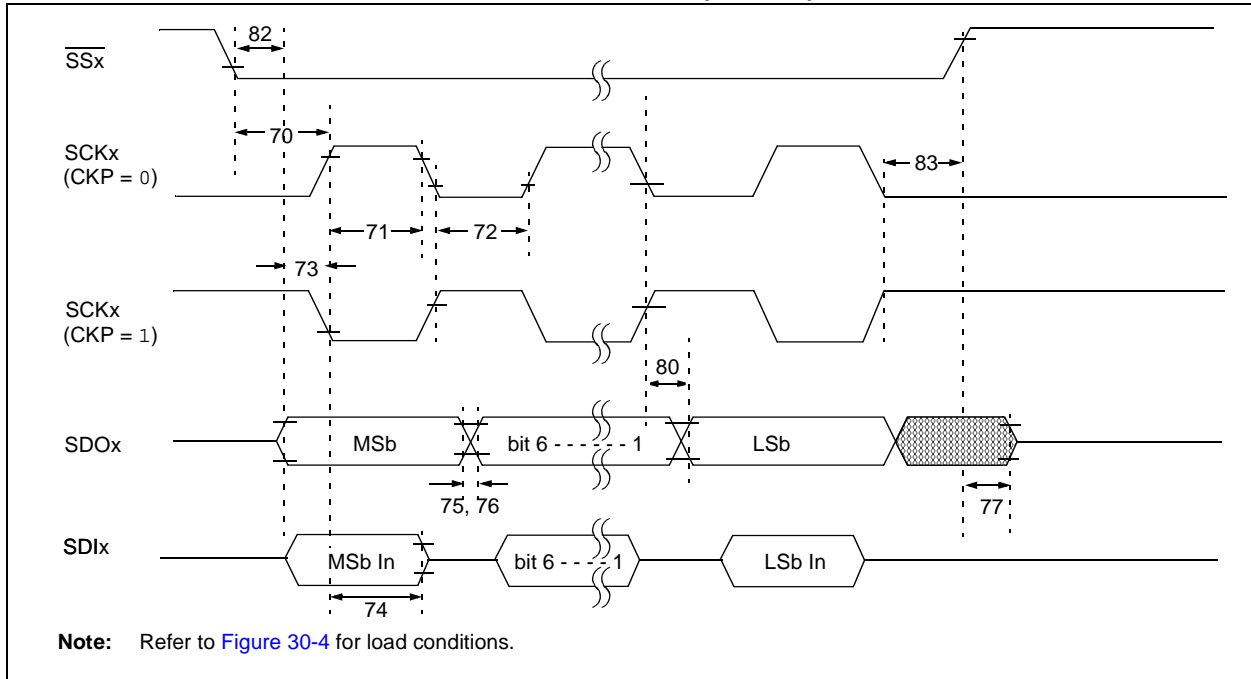 82
SSx
70
SCKx
(CKP = 0)
83
71
72
73
SCKx
(CKP = 1)
80
SDOx
MSb
bit 6 - - - - - - 1
LSb
75, 76
77
SDIx
MSb In
bit 6 - - - - 1
LSb In
74
Note: Refer to Figure 30-4 for load conditions.